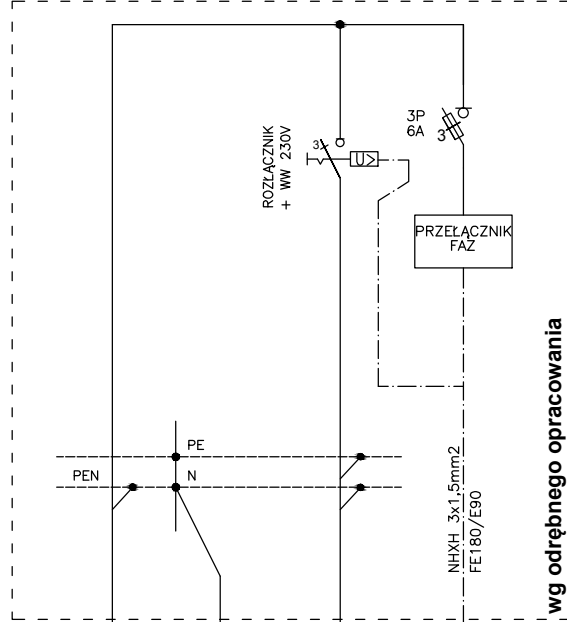 3P
6A
3
ROZŁĄCZNIK
+ WW 230V
3
U>
PRZEŁĄCZNIK
FAZ
PE
PEN
N
NHXH 3x1,5mm2
FE180/E90
wg odrębnego opracowania